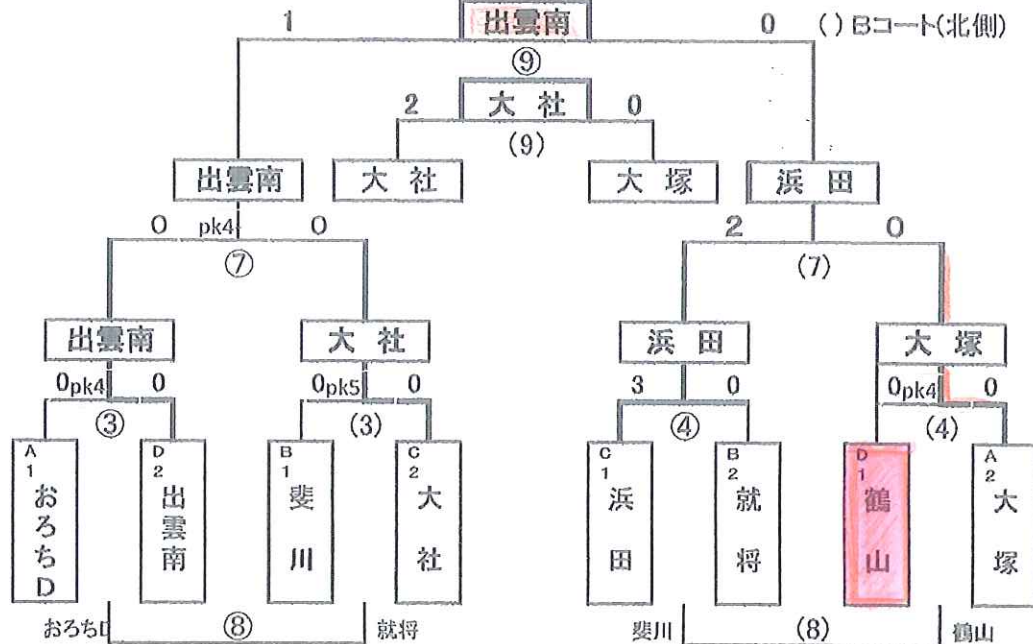 1 出雲南 0 ( ) Bコート(北側)
⑨
2 大 社 0
(9)
出雲南 大 社 大 塚 浜 田
0 pk4 0 2 0
⑦ (7)
出雲南 大 社 浜 田 大 塚
0pk4 0 0pk5 0 3 0 0pk4 0
③ (3) ④ (4)
A1 おろちD
D2 出雲南
B1 斐川
C2 大社
C1 浜田
B2 就将
D1 鶴山
A2 大塚
おろちD ⑧ 就将 斐川 (8) 鶴山